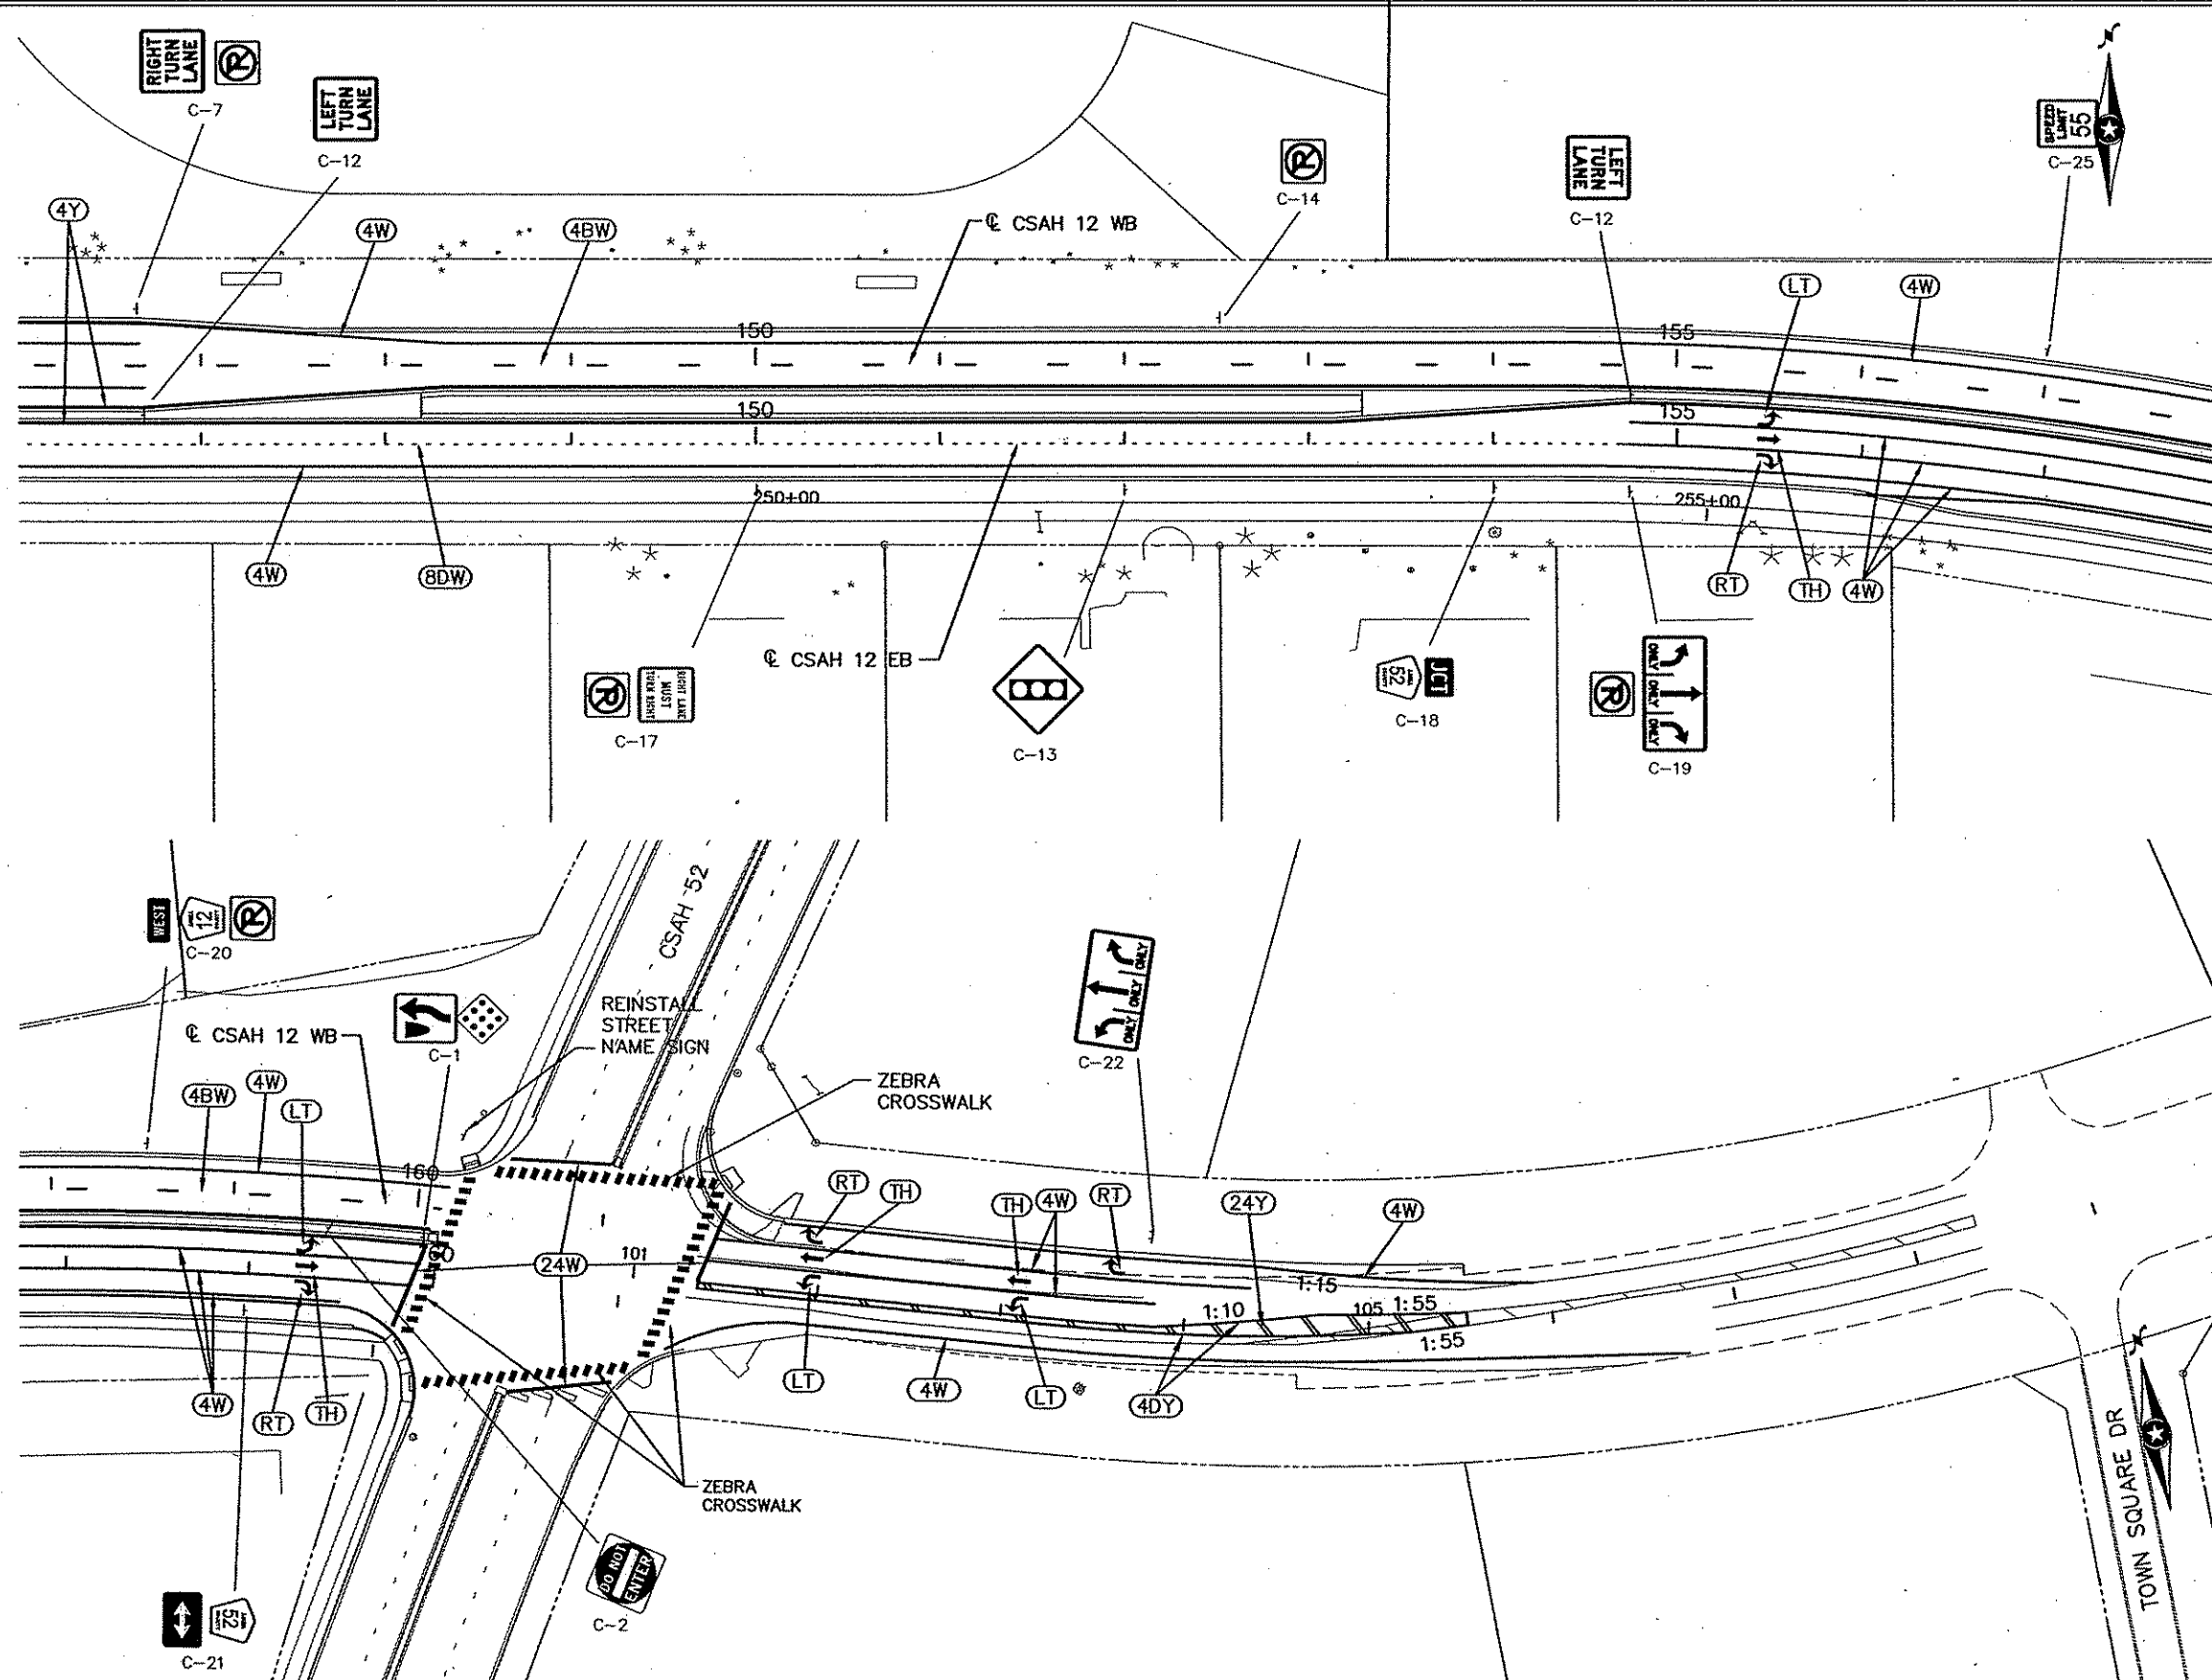 RIGHT
TURN
LANE
C-7
LEFT
TURN
LANE
C-12
C-14
LEFT
TURN
LANE
C-12
SPEED
LIMIT
55
C-25
N
4Y
4W
4BW
℄ CSAH 12 WB
LT
4W
150
155
150
155
250+00
255+00
4W
8DW
℄ CSAH 12 EB
RT
TH
4W
RIGHT LANE
MUST
TURN RIGHT
C-17
C-13
52
JCT
C-18
ONLY
ONLY
ONLY
C-19
CSAH 52
WEST
12
C-20
C-1
REINSTALL
STREET
NAME SIGN
℄ CSAH 12 WB
ZEBRA
CROSSWALK
ONLY
ONLY
ONLY
C-22
4BW
4W
LT
160
RT
TH
TH
4W
RT
24Y
4W
24W
101
1:15
1:10
105
1:55
1:55
4W
RT
TH
LT
4W
LT
4DY
N
ZEBRA
CROSSWALK
TOWN SQUARE DR
DO NOT
ENTER
C-2
52
C-21